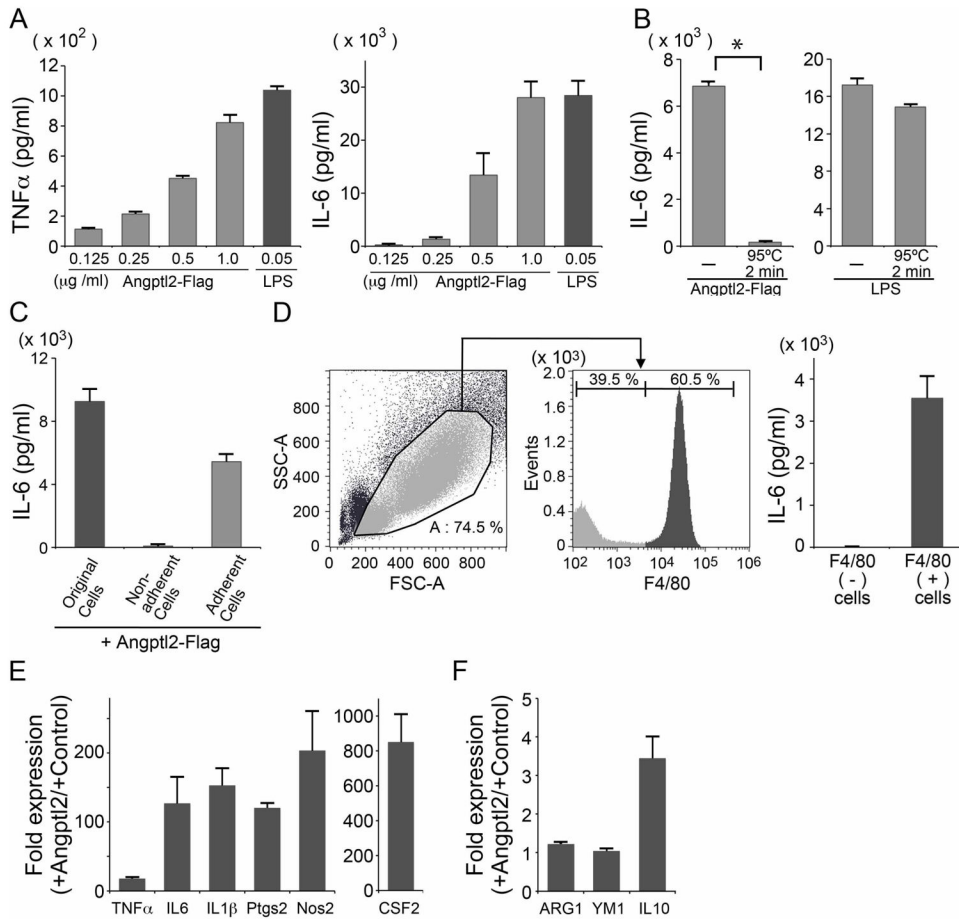 A
( x 10²)
TNFα (pg/ml)
12
10
8
6
4
2
0
0.125 0.25 0.5 1.0 0.05
(μg /ml) Angptl2-Flag LPS
( x 10³)
IL-6 (pg/ml)
30
20
10
0
0.125 0.25 0.5 1.0 0.05
(μg /ml) Angptl2-Flag LPS
B
( x 10³)
IL-6 (pg/ml)
8
6
4
2
0
*
— 95ºC
2 min
Angptl2-Flag
20
16
12
8
4
0
— 95ºC
2 min
LPS
C
(x 10³)
IL-6 (pg/ml)
12
9
6
3
0
Original
Cells
Non-
adherent
Cells
Adherent
Cells
+ Angptl2-Flag
D
SSC-A
800
600
400
200
0
A : 74.5 %
0 200 400 600 800
FSC-A
(x 10³)
Events
2.0
1.6
1.2
0.8
0.4
0
39.5 % 60.5 %
10² 10³ 10⁴ 10⁵ 10⁶
F4/80
(x 10³)
IL-6 (pg/ml)
4
3
2
1
0
F4/80
( - )
cells
F4/80
( + )
cells
E
Fold expression
(+Angptl2/+Control)
200
150
100
50
0
TNFα IL6 IL1β Ptgs2 Nos2
1000
800
600
400
200
0
CSF2
F
Fold expression
(+Angptl2/+Control)
5
4
3
2
1
0
ARG1 YM1 IL10